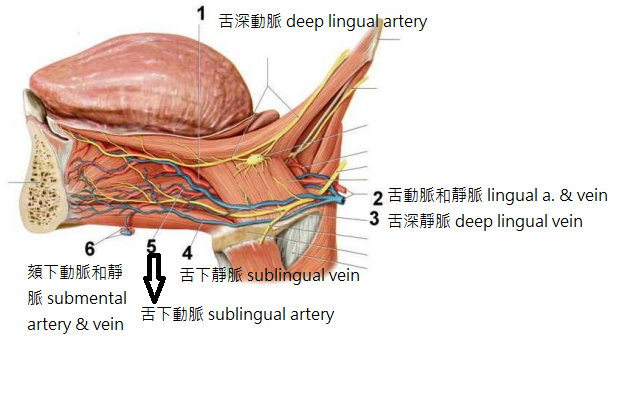 1 舌深動脈 deep lingual artery
2 舌動脈和靜脈 lingual a. & vein
3 舌深靜脈 deep lingual vein
6 5 4
頦下動脈和靜
脈 submental
artery & vein
舌下靜脈 sublingual vein
舌下動脈 sublingual artery